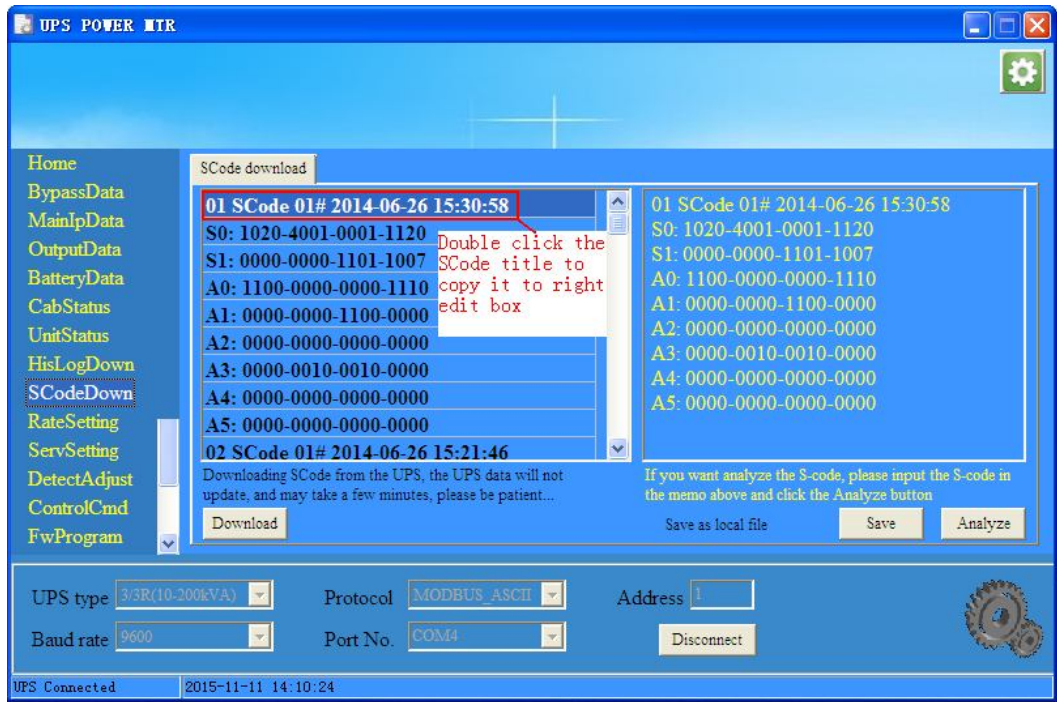 UPS POWER MTR
Home
BypassData
MainIpData
OutputData
BatteryData
CabStatus
UnitStatus
HisLogDown
SCodeDown
RateSetting
ServSetting
DetectAdjust
ControlCmd
FwProgram
SCode download
01 SCode 01# 2014-06-26 15:30:58
S0: 1020-4001-0001-1120
S1: 0000-0000-1101-1007
A0: 1100-0000-0000-1110
A1: 0000-0000-1100-0000
A2: 0000-0000-0000-0000
A3: 0000-0010-0010-0000
A4: 0000-0000-0000-0000
A5: 0000-0000-0000-0000
02 SCode 01# 2014-06-26 15:21:46
Double click the
SCode title to
copy it to right
edit box
Downloading SCode from the UPS, the UPS data will not
update, and may take a few minutes, please be patient...
Download
01 SCode 01# 2014-06-26 15:30:58
S0: 1020-4001-0001-1120
S1: 0000-0000-1101-1007
A0: 1100-0000-0000-1110
A1: 0000-0000-1100-0000
A2: 0000-0000-0000-0000
A3: 0000-0010-0010-0000
A4: 0000-0000-0000-0000
A5: 0000-0000-0000-0000
If you want analyze the S-code, please input the S-code in
the memo above and click the Analyze button
Save as local file
Save
Analyze
UPS type 3/3R(10-200kVA)
Protocol MODBUS_ASCII
Address 1
Baud rate 9600
Port No. COM4
Disconnect
UPS Connected
2015-11-11 14:10:24